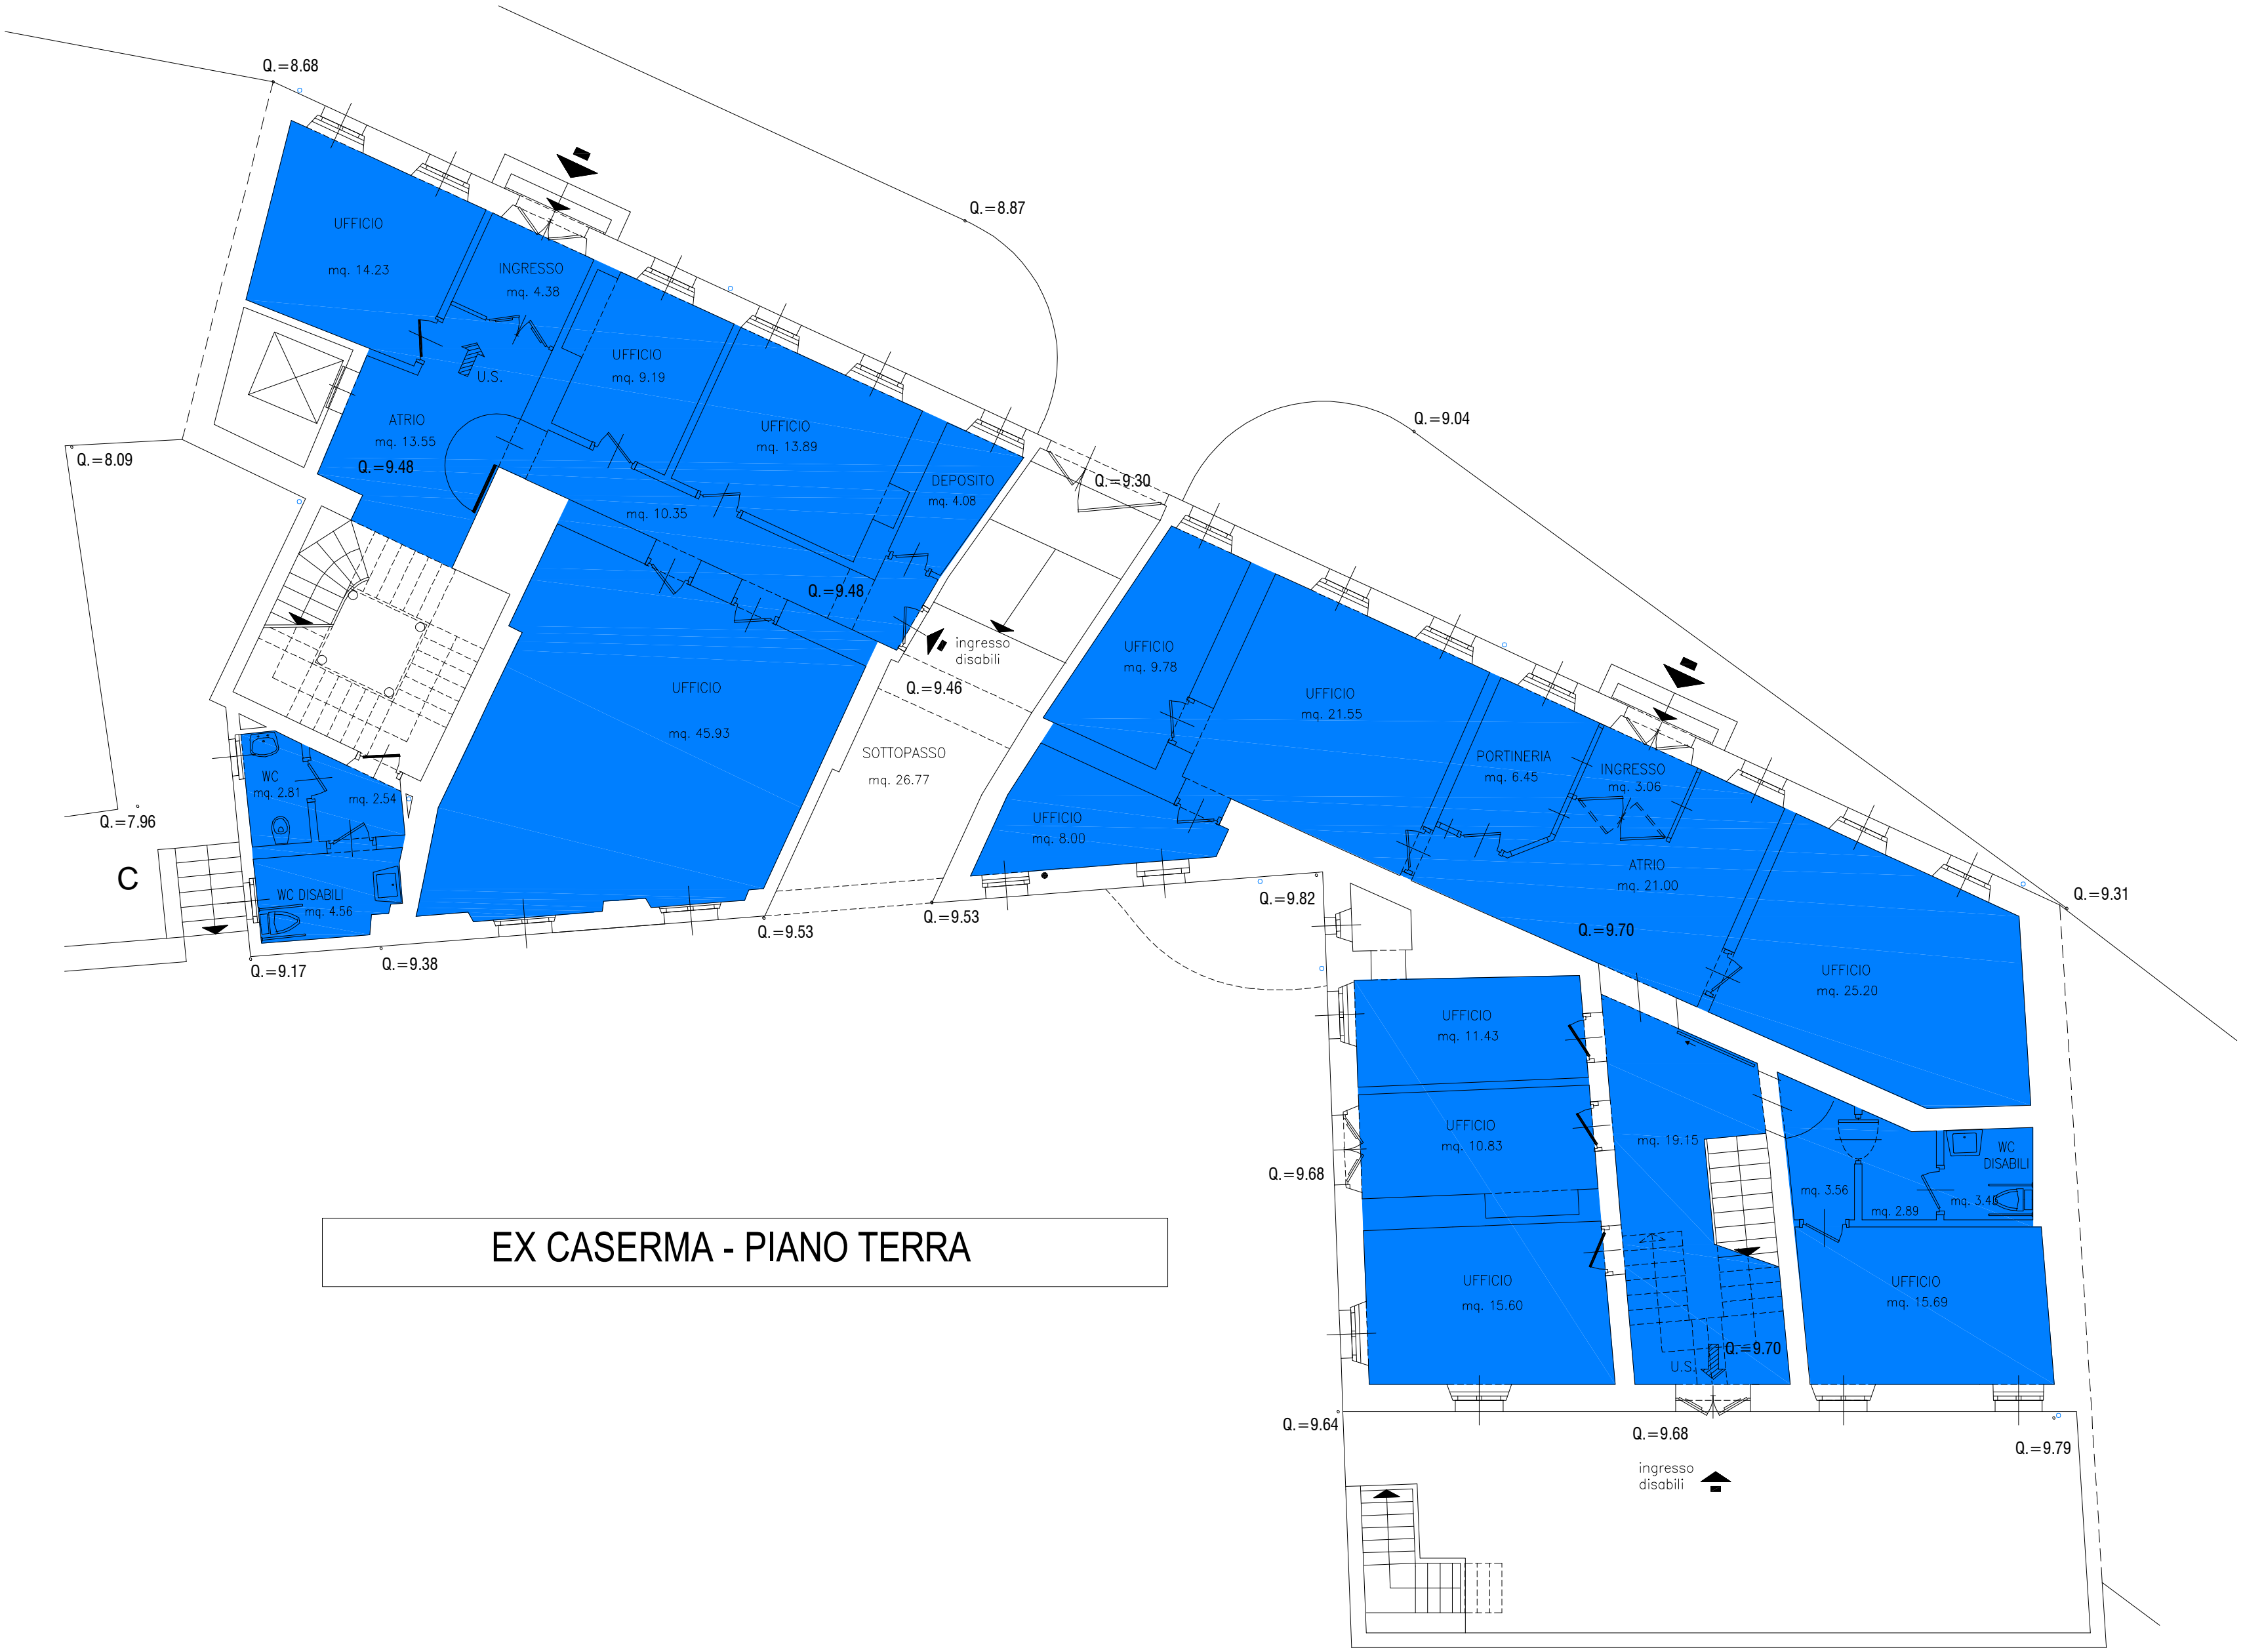 Q.=8.68
Q.=8.87
UFFICIO
mq. 14.23
INGRESSO
mq. 4.38
UFFICIO
mq. 9.19
U.S.
ATRIO
mq. 13.55
Q.=9.48
UFFICIO
mq. 13.89
Q.=9.04
Q.=8.09
DEPOSITO
mq. 4.08
Q.=9.30
mq. 10.35
Q.=9.48
ingresso
disabili
UFFICIO
mq. 9.78
UFFICIO
mq. 45.93
Q.=9.46
UFFICIO
mq. 21.55
SOTTOPASSO
mq. 26.77
PORTINERIA
mq. 6.45
INGRESSO
mq. 3.06
WC
mq. 2.81
mq. 2.54
Q.=7.96
UFFICIO
mq. 8.00
C
WC DISABILI
mq. 4.56
ATRIO
mq. 21.00
Q.=9.82
Q.=9.31
Q.=9.53
Q.=9.53
Q.=9.70
Q.=9.17
Q.=9.38
UFFICIO
mq. 25.20
UFFICIO
mq. 11.43
UFFICIO
mq. 10.83
mq. 19.15
WC
DISABILI
Q.=9.68
mq. 3.56
mq. 2.89
EX CASERMA - PIANO TERRA
UFFICIO
mq. 15.60
UFFICIO
mq. 15.69
Q.=9.70
U.S.
Q.=9.64
Q.=9.68
Q.=9.79
ingresso
disabili